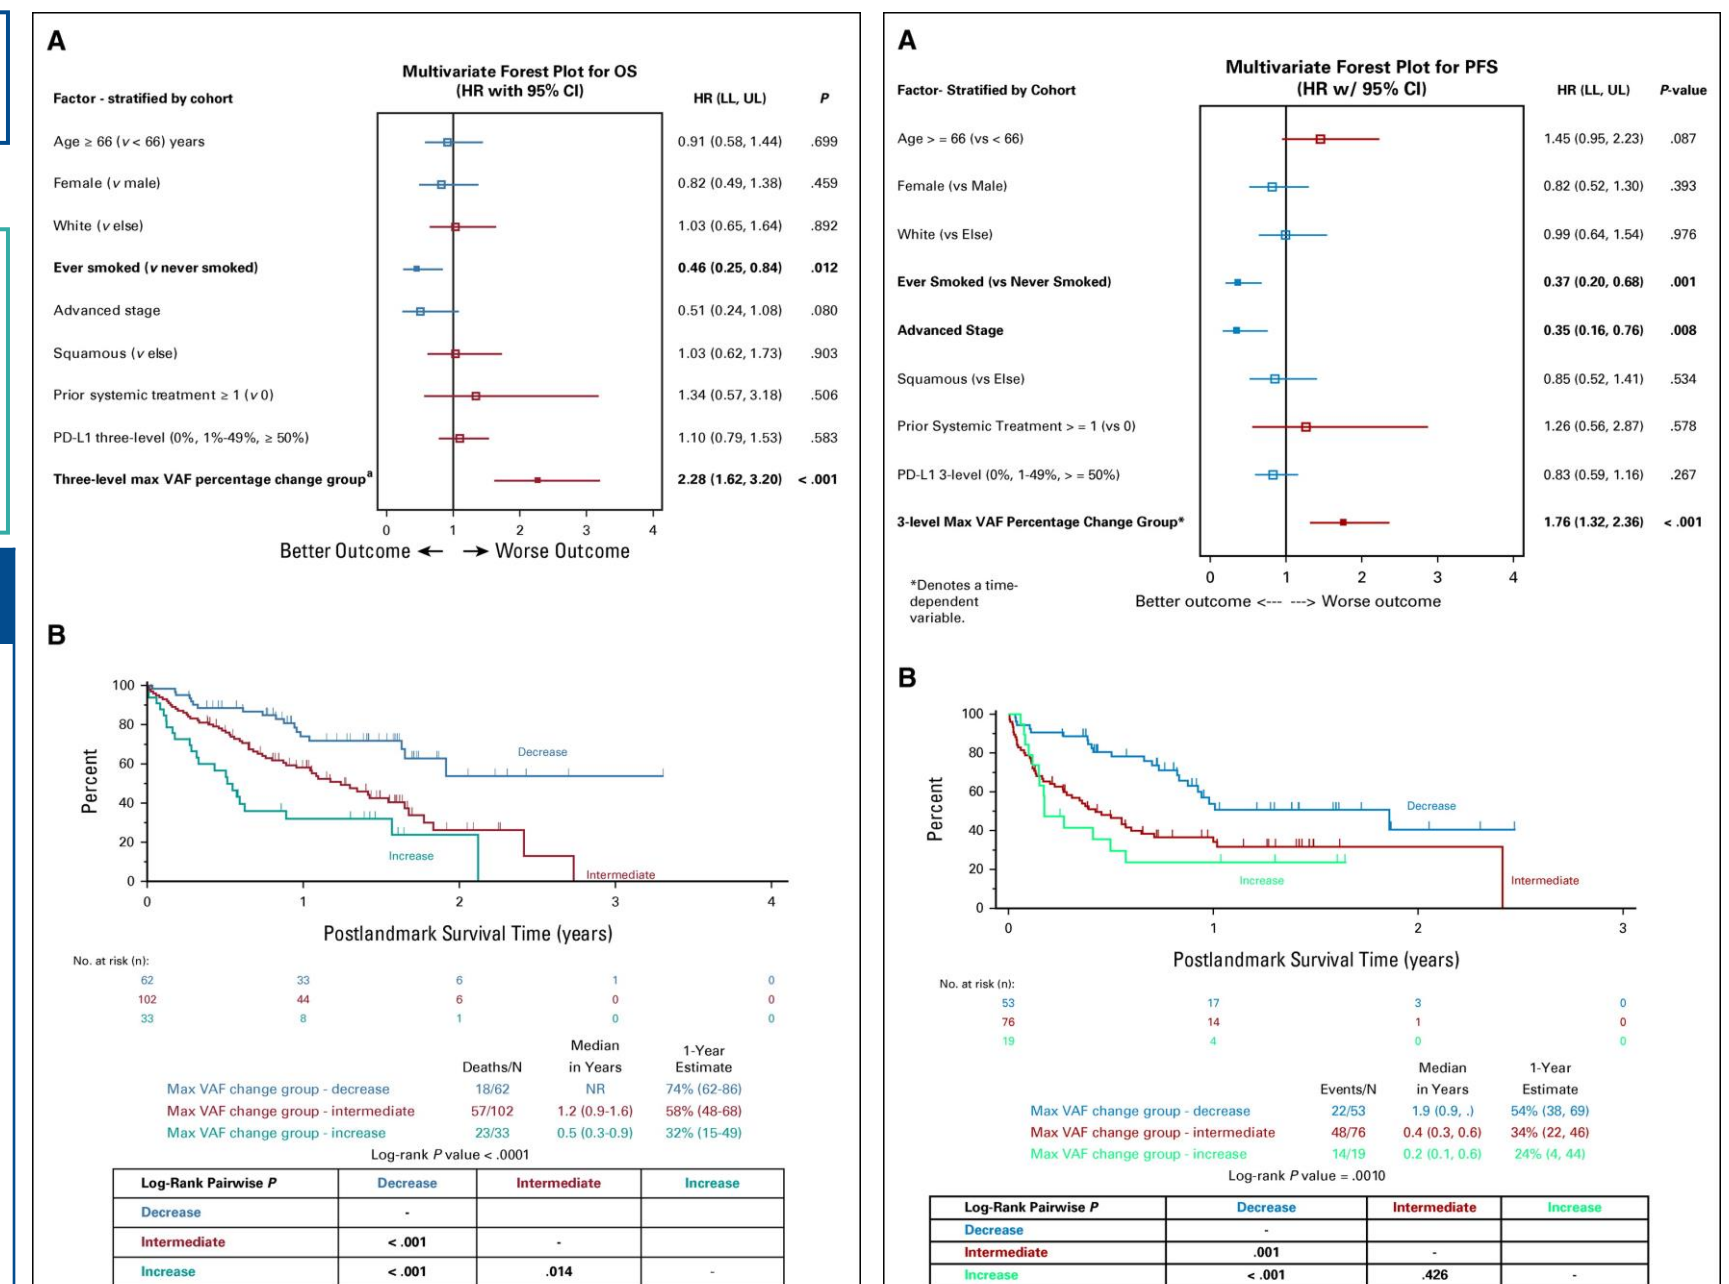 A
Multivariate Forest Plot for OS
(HR with 95% CI)
Factor - stratified by cohort HR (LL, UL) P
Age ≥ 66 (v < 66) years 0.91 (0.58, 1.44) .699
Female (v male) 0.82 (0.49, 1.38) .459
White (v else) 1.03 (0.65, 1.64) .892
Ever smoked (v never smoked) 0.46 (0.25, 0.84) .012
Advanced stage 0.51 (0.24, 1.08) .080
Squamous (v else) 1.03 (0.62, 1.73) .903
Prior systemic treatment ≥ 1 (v 0) 1.34 (0.57, 3.18) .506
PD-L1 three-level (0%, 1%-49%, ≥ 50%) 1.10 (0.79, 1.53) .583
Three-level max VAF percentage change group a 2.28 (1.62, 3.20) < .001
0 1 2 3 4
Better Outcome ← → Worse Outcome
B
Percent
100
80
60
40
20
0
Decrease
Increase
Intermediate
0 1 2 3 4
Postlandmark Survival Time (years)
No. at risk (n):
62 33 6 1 0
102 44 6 0 0
33 8 1 0 0
Deaths/N Median in Years 1-Year Estimate
Max VAF change group - decrease 18/62 NR 74% (62-86)
Max VAF change group - intermediate 57/102 1.2 (0.9-1.6) 58% (48-68)
Max VAF change group - increase 23/33 0.5 (0.3-0.9) 32% (15-49)
Log-rank P value < .0001
Log-Rank Pairwise P Decrease Intermediate Increase
Decrease -
Intermediate < .001 -
Increase < .001 .014 -
A
Multivariate Forest Plot for PFS
(HR w/ 95% CI)
Factor- Stratified by Cohort HR (LL, UL) P-value
Age > = 66 (vs < 66) 1.45 (0.95, 2.23) .087
Female (vs Male) 0.82 (0.52, 1.30) .393
White (vs Else) 0.99 (0.64, 1.54) .976
Ever Smoked (vs Never Smoked) 0.37 (0.20, 0.68) .001
Advanced Stage 0.35 (0.16, 0.76) .008
Squamous (vs Else) 0.85 (0.52, 1.41) .534
Prior Systemic Treatment > = 1 (vs 0) 1.26 (0.56, 2.87) .578
PD-L1 3-level (0%, 1-49%, > = 50%) 0.83 (0.59, 1.16) .267
3-level Max VAF Percentage Change Group* 1.76 (1.32, 2.36) < .001
0 1 2 3 4
*Denotes a time-
dependent
variable.
Better outcome <--- ---> Worse outcome
B
Percent
100
80
60
40
20
0
Decrease
Increase
Intermediate
0 1 2 3
Postlandmark Survival Time (years)
No. at risk (n):
53 17 3 0
76 14 1 0
19 4 0 0
Events/N Median in Years 1-Year Estimate
Max VAF change group - decrease 22/53 1.9 (0.9, .) 54% (38, 69)
Max VAF change group - intermediate 48/76 0.4 (0.3, 0.6) 34% (22, 46)
Max VAF change group - increase 14/19 0.2 (0.1, 0.6) 24% (4, 44)
Log-rank P value = .0010
Log-Rank Pairwise P Decrease Intermediate Increase
Decrease -
Intermediate .001 -
Increase < .001 .426 -